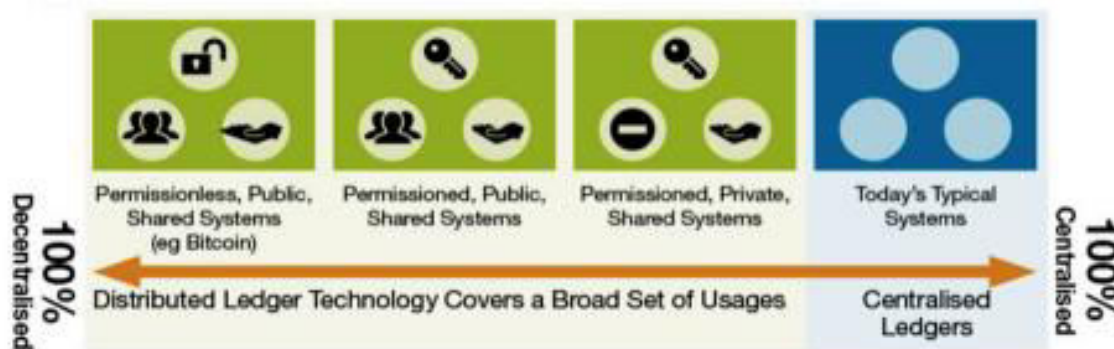 Permissionless, Public,
Shared Systems
(eg Bitcoin)
Permissioned, Public,
Shared Systems
Permissioned, Private,
Shared Systems
Today's Typical
Systems
100%
Decentralised
100%
Centralised
Distributed Ledger Technology Covers a Broad Set of Usages
Centralised
Ledgers